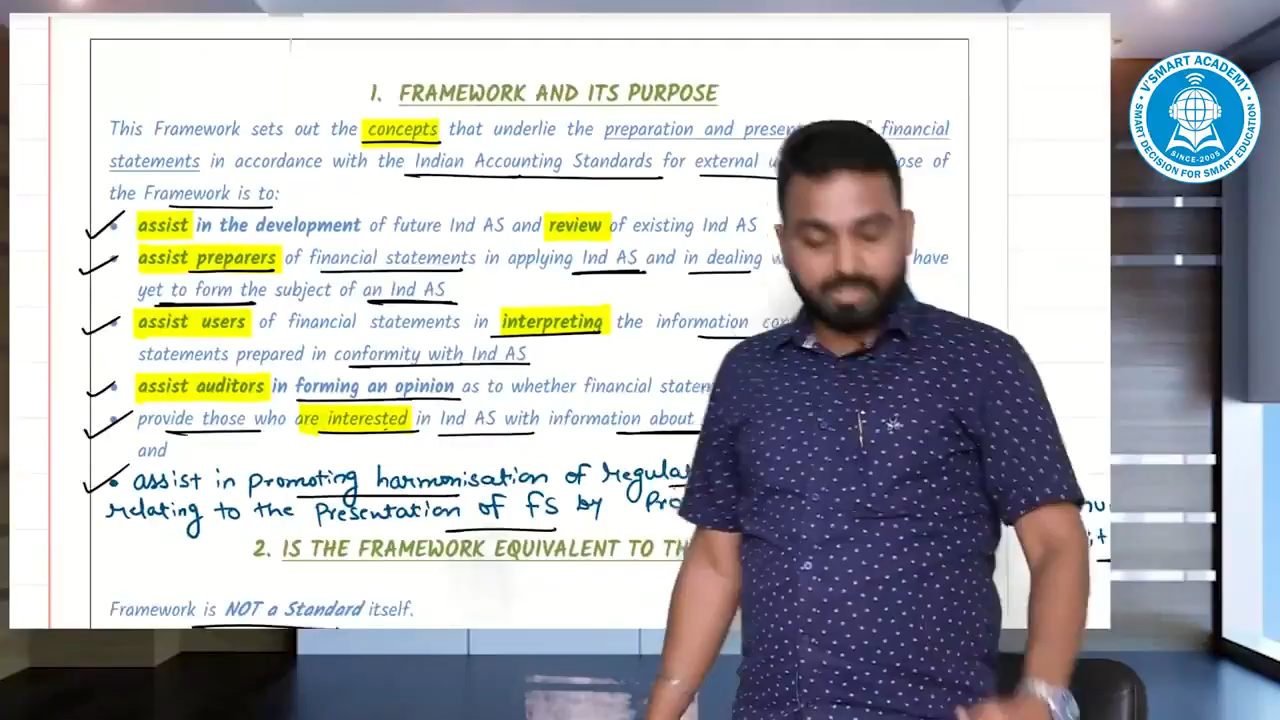 1. FRAMEWORK AND ITS PURPOSE
This Framework sets out the concepts that underlie the preparation and financial
statements in accordance with the Indian Accounting Standards for external of
the Framework is to:
• assist in the development of future Ind AS and review of existing Ind AS
• assist preparers of financial statements in applying Ind AS and in dealing have
yet to form the subject of an Ind AS
• assist users of financial statements in interpreting the information
statements prepared in conformity with Ind AS
• assist auditors in forming an opinion as to whether financial
• provide those who are interested in Ind AS with information about
and
• assist in promoting harmonisation of
relating to the Presentation of FS by
2. IS THE FRAMEWORK EQUIVALENT TO
Framework is NOT a Standard itself.
V'SMART ACADEMY
SINCE-2006
SMART DECISION FOR SMART EDUCATION